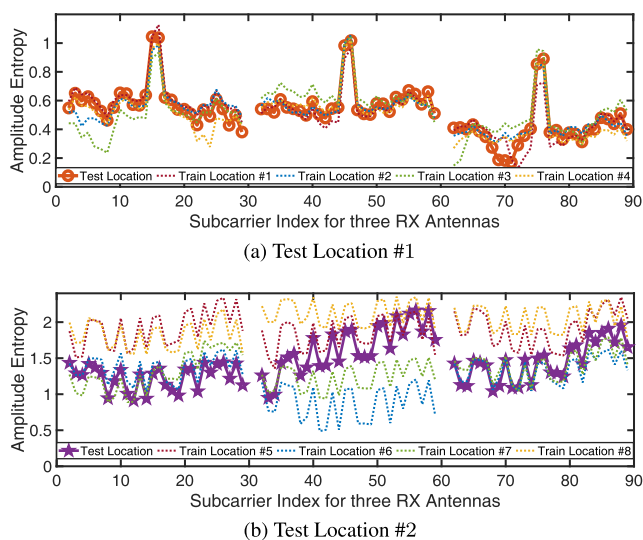 Amplitude Entropy
1
0.8
0.6
0.4
0.2
0
Test Location Train Location #1 Train Location #2 Train Location #3 Train Location #4
0 10 20 30 40 50 60 70 80 90
Subcarrier Index for three RX Antennas
(a) Test Location #1
Amplitude Entropy
2
1.5
1
0.5
0
Test Location Train Location #5 Train Location #6 Train Location #7 Train Location #8
0 10 20 30 40 50 60 70 80 90
Subcarrier Index for three RX Antennas
(b) Test Location #2